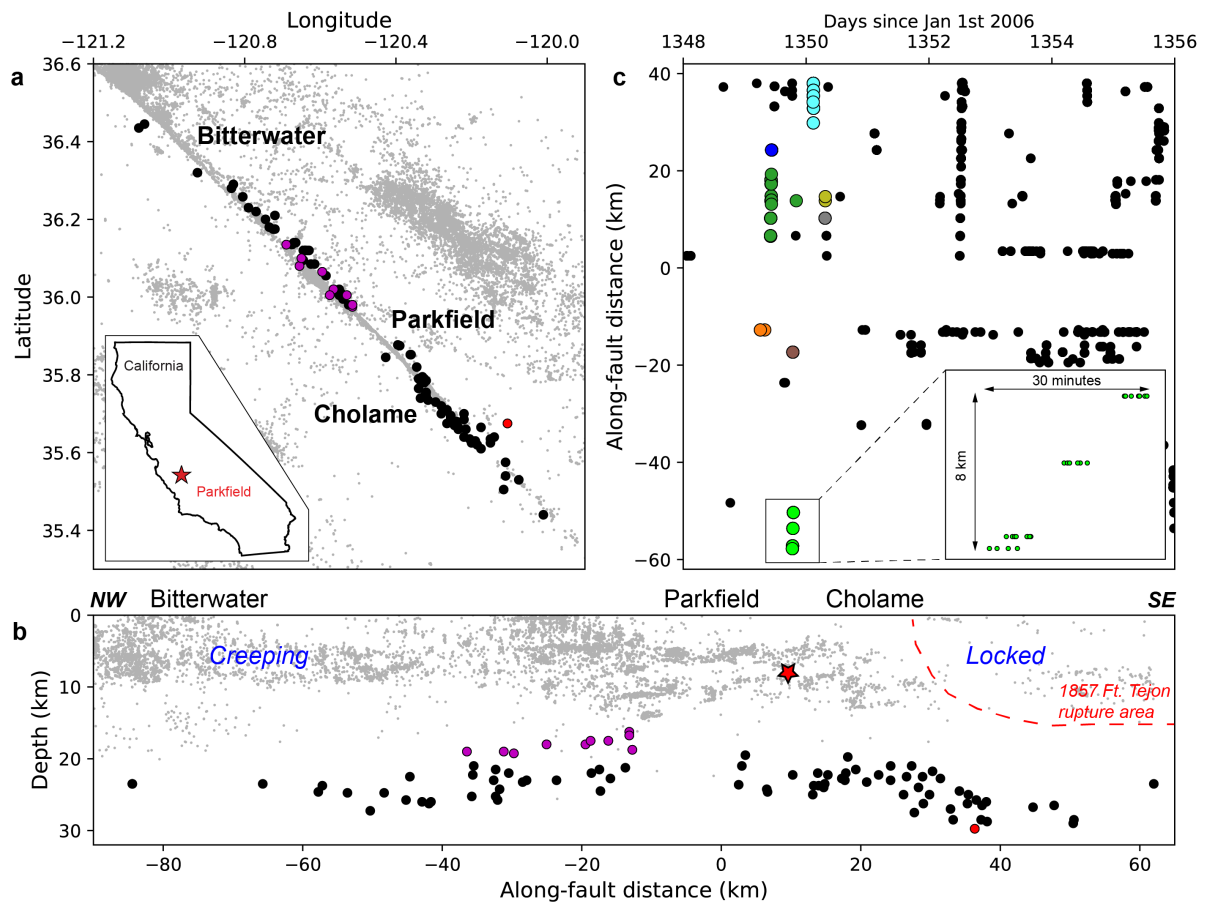 Longitude
−121.2 −120.8 −120.4 −120.0
a
36.6
36.4
36.2
36.0
35.8
35.6
35.4
Latitude
Bitterwater
Parkfield
Cholame
California
Parkfield
Days since Jan 1st 2006
1348 1350 1352 1354 1356
c
40
20
0
−20
−40
−60
Along-fault distance (km)
30 minutes
8 km
NW Bitterwater Parkfield Cholame SE
b
0
10
20
30
Depth (km)
Creeping
Locked
1857 Ft. Tejon
rupture area
−80 −60 −40 −20 0 20 40 60
Along-fault distance (km)